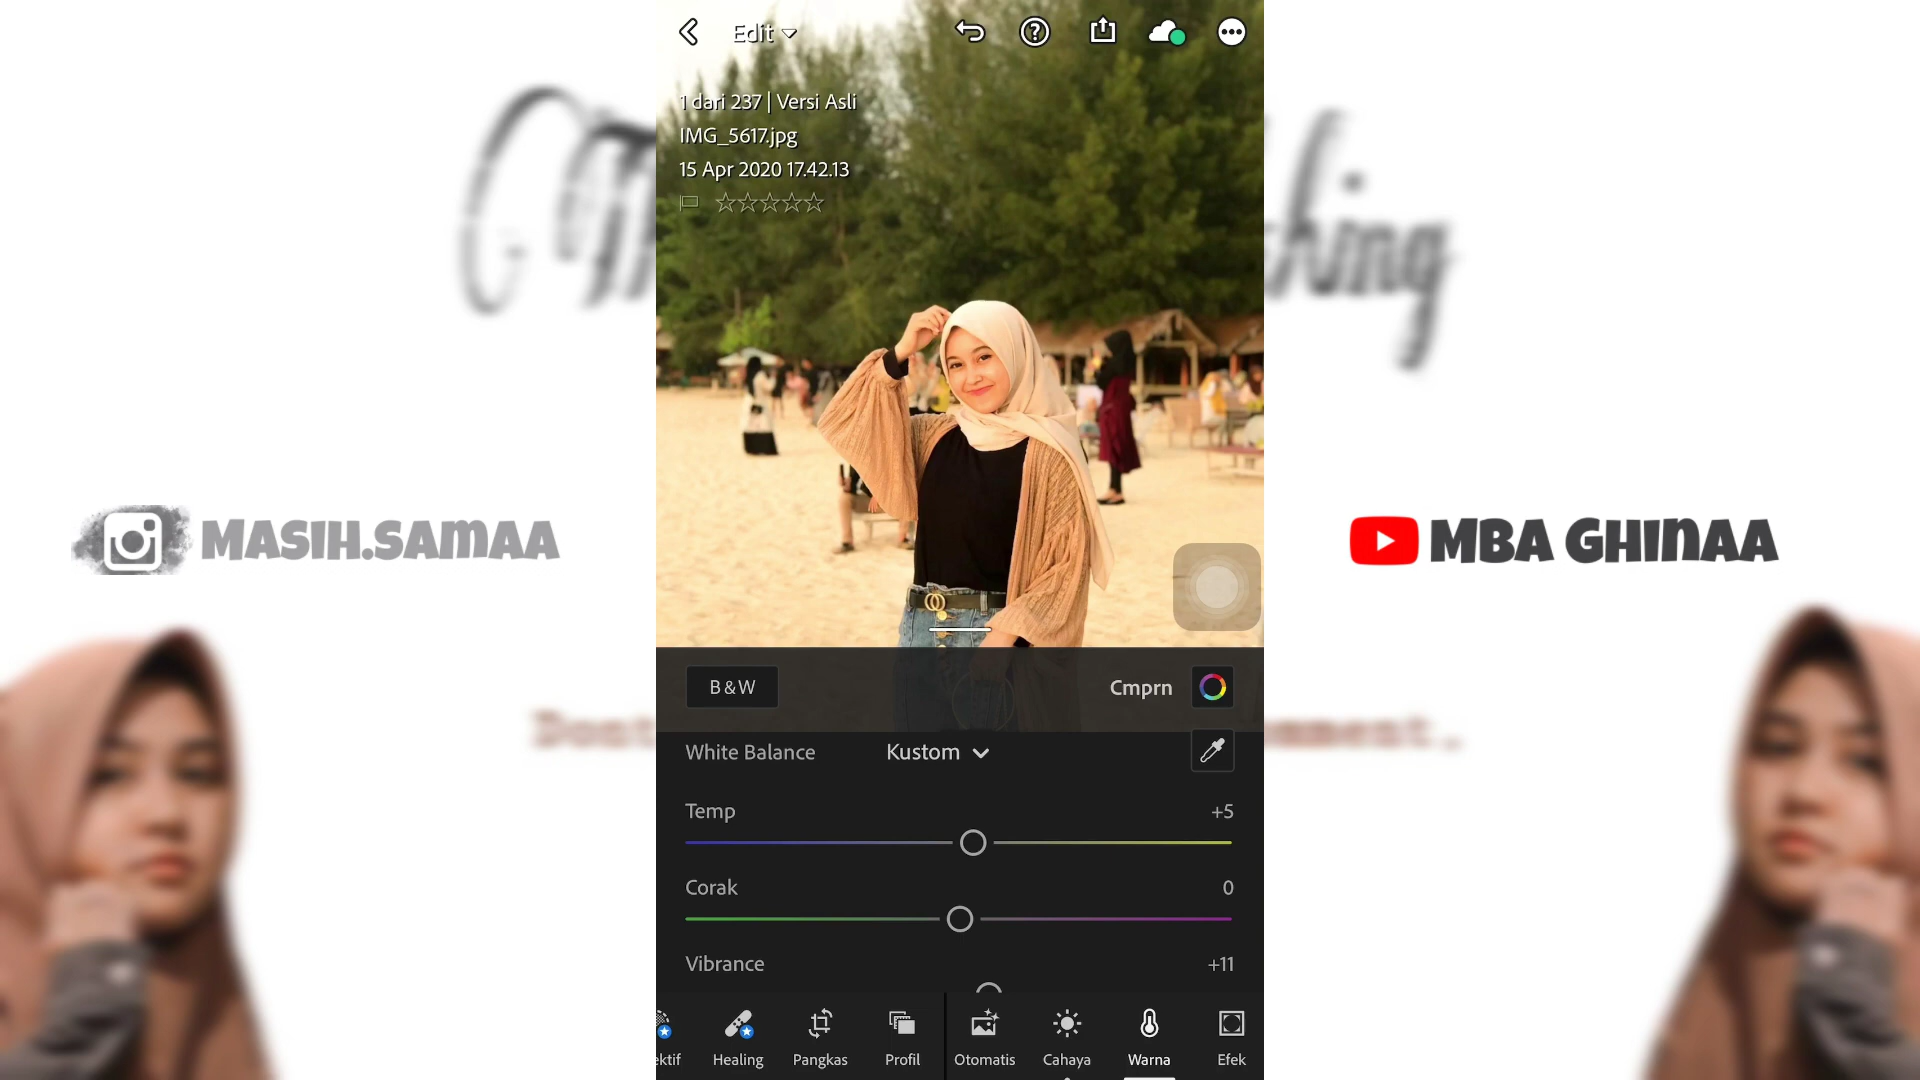 Edit
1 dari 237 | Versi Asli
IMG_5617.jpg
15 Apr 2020 17.42.13
MASIH.SAMAA
MBA GHINAA
B&W
Cmprn
White Balance
Kustom
Temp
+5
Corak
0
Vibrance
+11
ektif
Healing
Pangkas
Profil
Otomatis
Cahaya
Warna
Efek